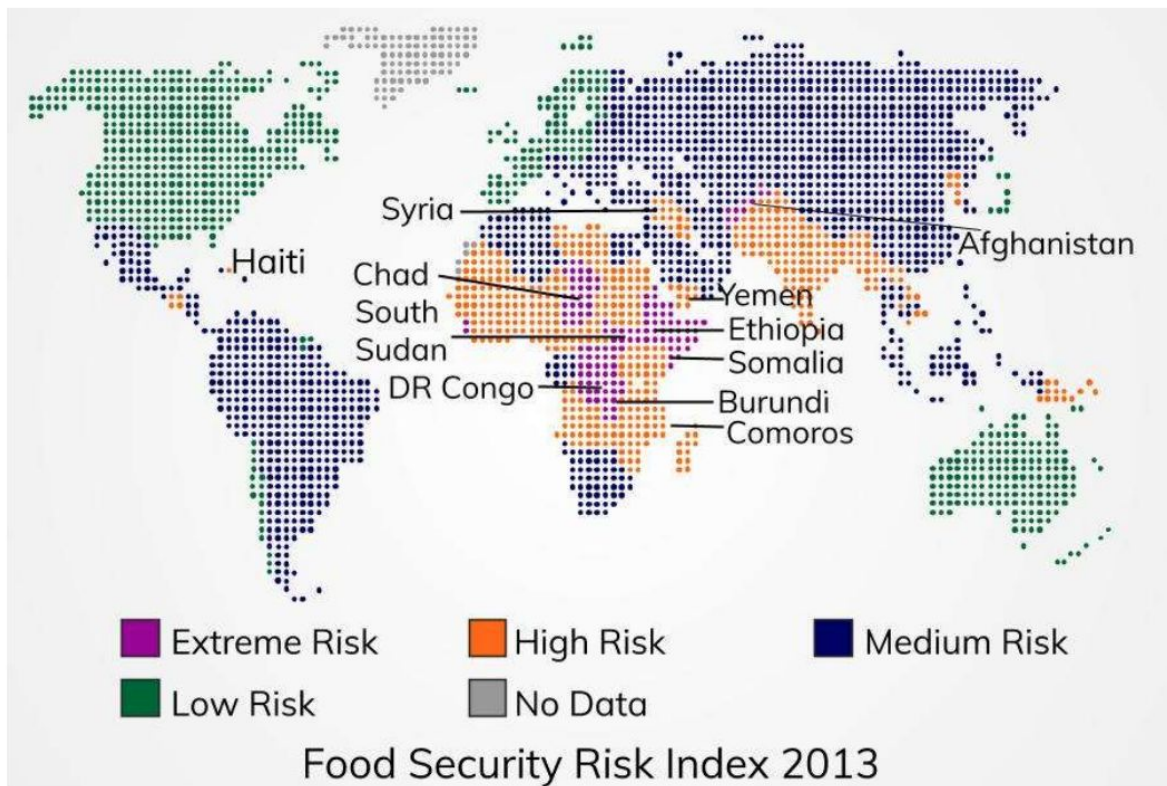 Syria
Afghanistan
Haiti
Chad
Yemen
South
Sudan
Ethiopia
Somalia
DR Congo
Burundi
Comoros
Extreme Risk
High Risk
Medium Risk
Low Risk
No Data
Food Security Risk Index 2013